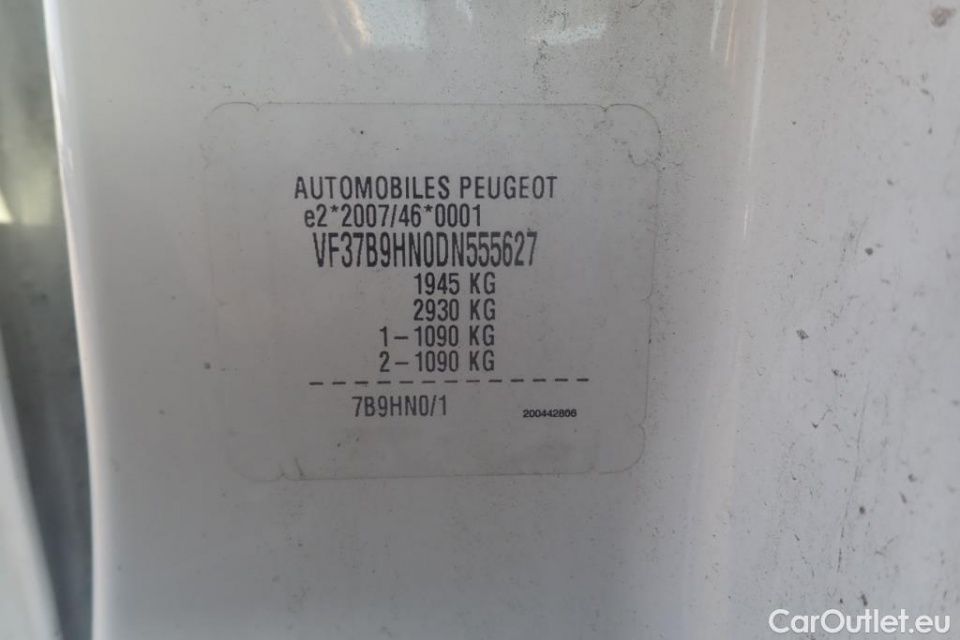 AUTOMOBILES PEUGEOT
e2*2007/46*0001
VF37B9HN0DN555627
1945 KG
2930 KG
1-1090 KG
2-1090 KG
7B9HN0/1
200442806
CarOutlet.eu